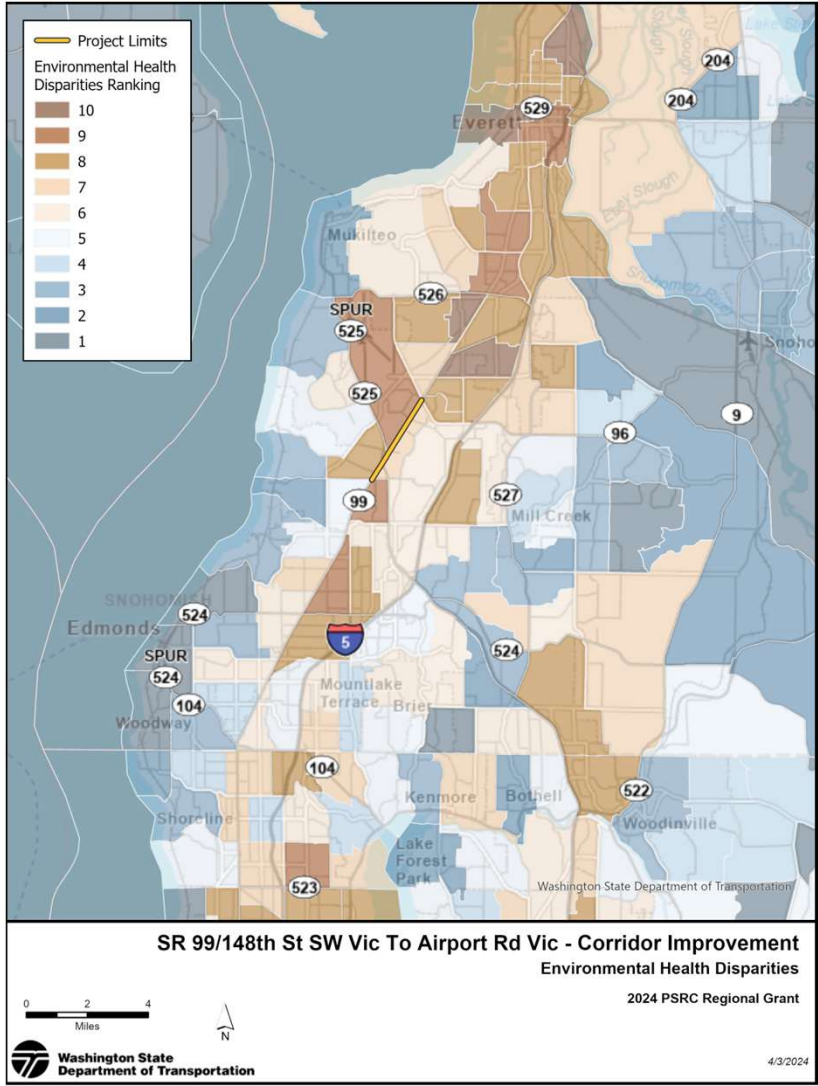 Project Limits
Environmental Health
Disparities Ranking
10
9
8
7
6
5
4
3
2
1
204
204
529
Everett
Ebey Slough
Mukilteo
Snohomish River
526
SPUR
525
525
9
96
99
527
Mill Creek
SNOHOMISH
524
Edmonds
5
SPUR
524
524
Mountlake
Terrace
Brier
104
Woodway
104
522
Kenmore
Bothell
Shoreline
Woodinville
Lake
Forest
Park
523
Washington State Department of Transportation
SR 99/148th St SW Vic To Airport Rd Vic - Corridor Improvement
Environmental Health Disparities
2024 PSRC Regional Grant
0 2 4
Miles
N
Washington State
Department of Transportation
4/3/2024